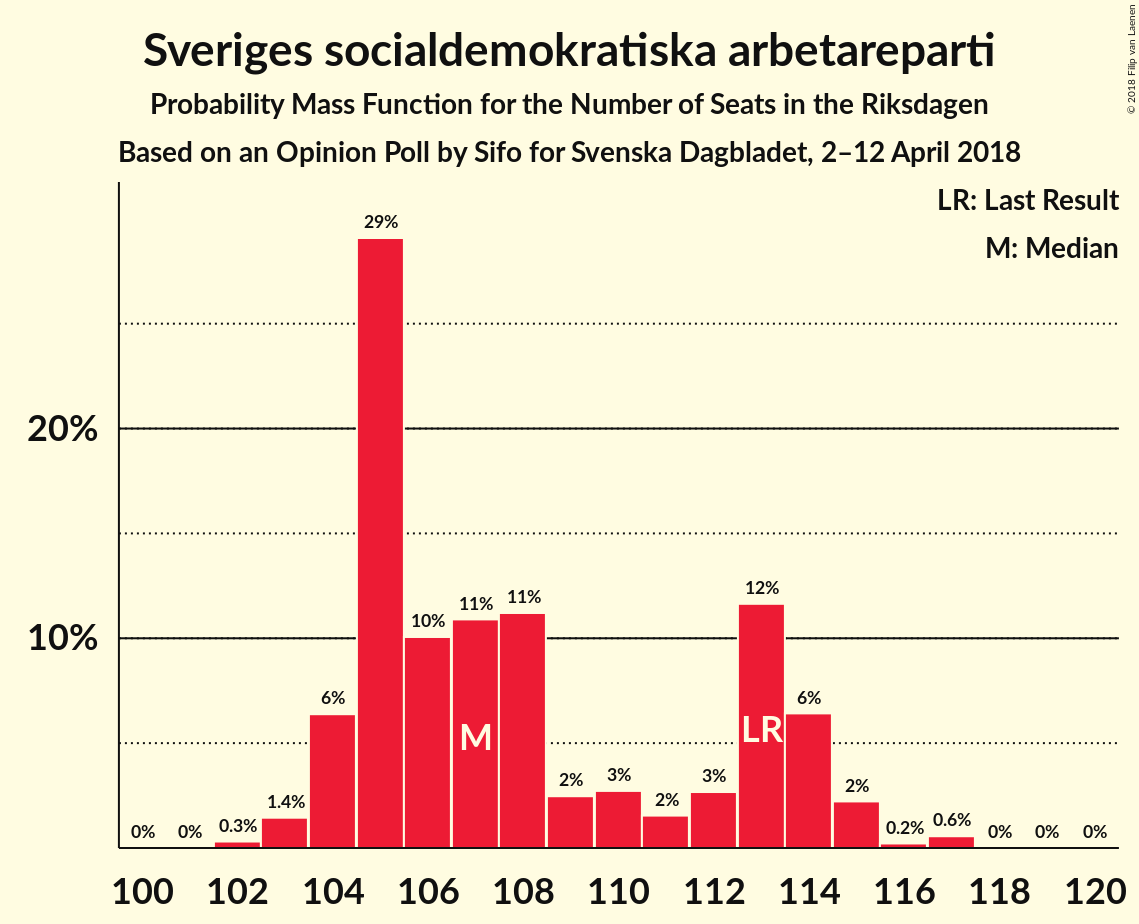 Sveriges socialdemokratiska arbetareparti
Probability Mass Function for the Number of Seats in the Riksdagen
Based on an Opinion Poll by Sifo for Svenska Dagbladet, 2–12 April 2018
© 2018 Filip van Laenen
LR: Last Result
M: Median
20%
10%
0%
0%
0.3%
1.4%
6%
29%
10%
11%
11%
2%
3%
2%
3%
12%
6%
2%
0.2%
0.6%
0%
0%
0%
M
LR
100 102 104 106 108 110 112 114 116 118 120